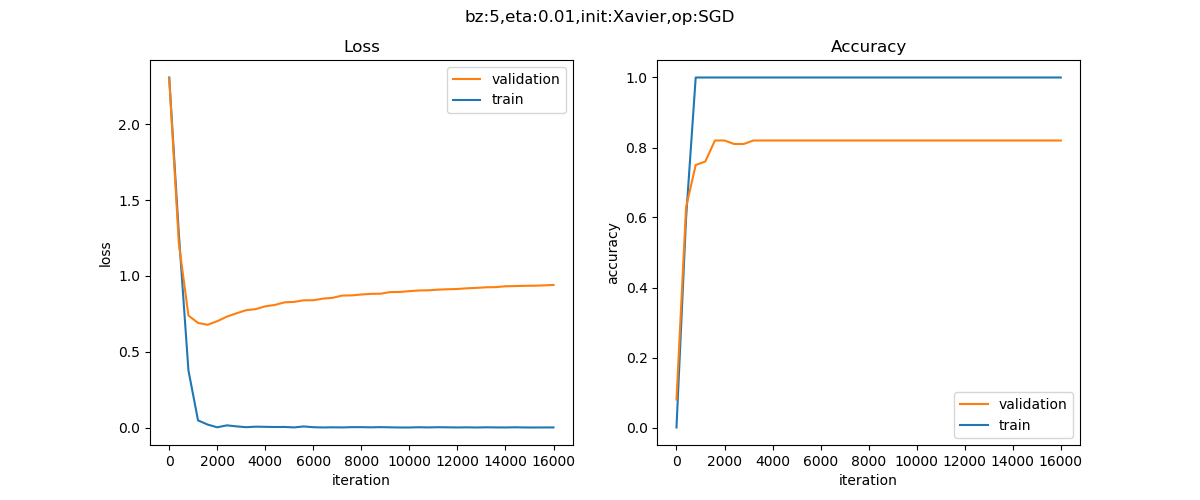 bz:5,eta:0.01,init:Xavier,op:SGD
Loss
validation
train
2.0
1.5
1.0
0.5
0.0
loss
0 2000 4000 6000 8000 10000 12000 14000 16000
iteration
Accuracy
1.0
0.8
0.6
0.4
0.2
0.0
accuracy
validation
train
0 2000 4000 6000 8000 10000 12000 14000 16000
iteration